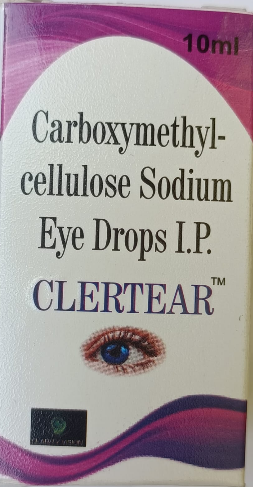 10ml
Carboxymethyl-
cellulose Sodium
Eye Drops I.P.
CLERTEAR™